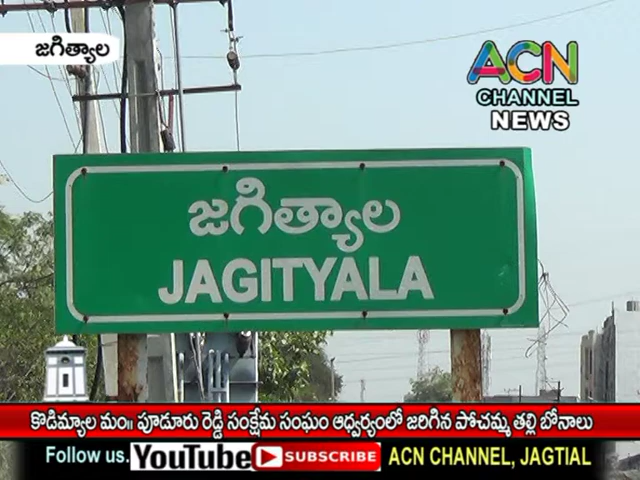 జగిత్యాల
ACN
CHANNEL
NEWS
జగిత్యాల
JAGITYALA
కొడిమ్యాల మం॥ పూడూరు రెడ్డి సంక్షేమ సంఘం ఆధ్వర్యంలో జరిగిన పోచమ్మ తల్లి బోనాలు
Follow us. YouTube SUBSCRIBE ACN CHANNEL, JAGTIAL